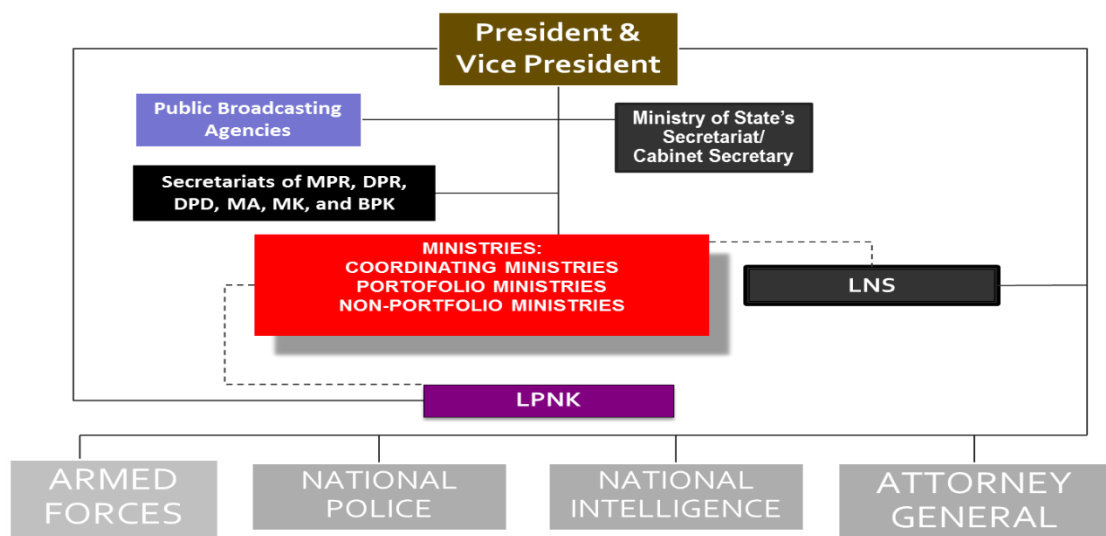 President &
Vice President
Public Broadcasting
Agencies
Ministry of State's
Secretariat/
Cabinet Secretary
Secretariats of MPR, DPR,
DPD, MA, MK, and BPK
MINISTRIES:
COORDINATING MINISTRIES
PORTOFOLIO MINISTRIES
NON-PORTFOLIO MINISTRIES
LNS
LPNK
ARMED
FORCES
NATIONAL
POLICE
NATIONAL
INTELLIGENCE
ATTORNEY
GENERAL